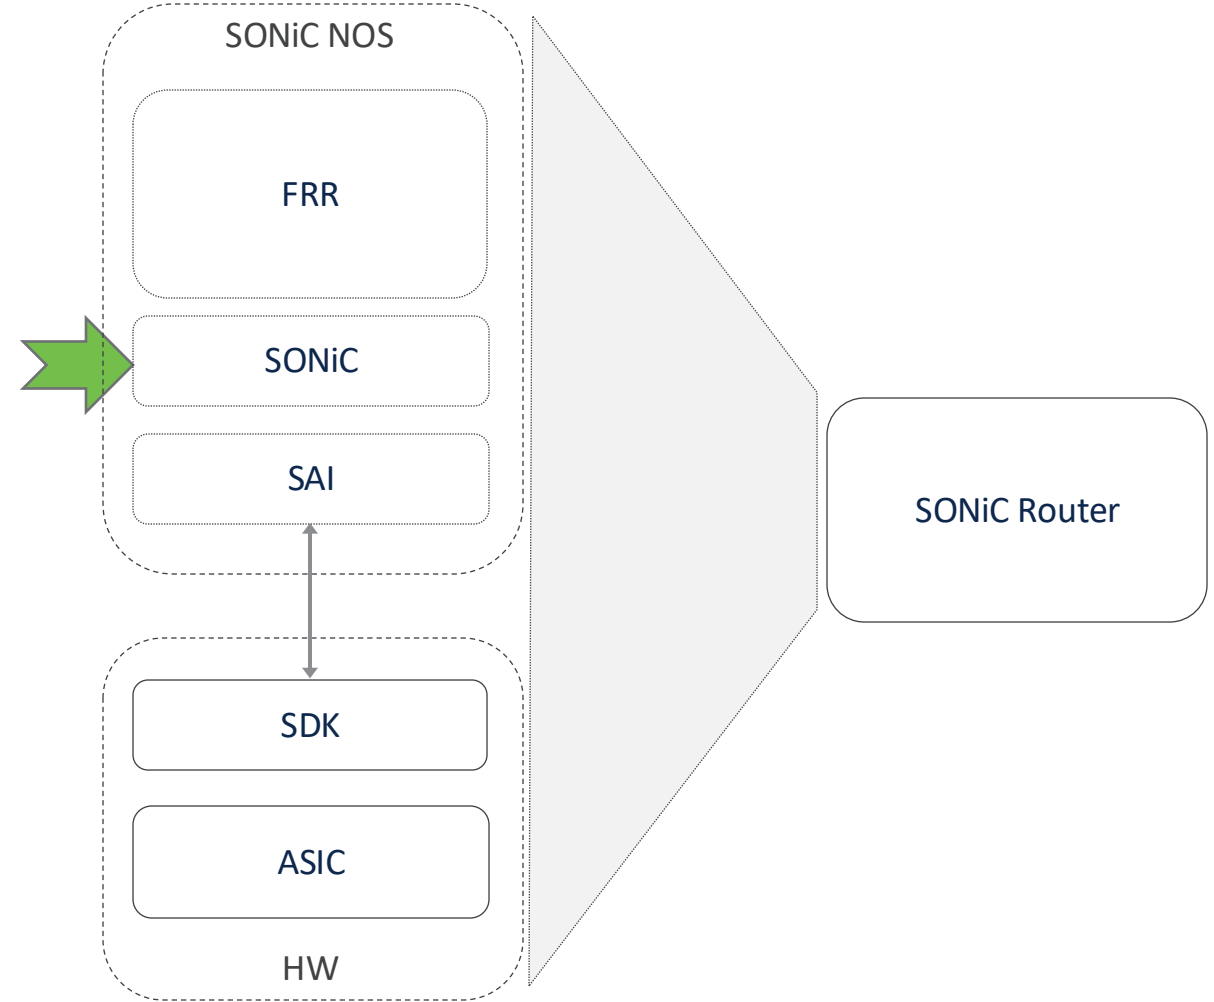 SONiC NOS
FRR
SONiC
SAI
SONiC Router
SDK
ASIC
HW